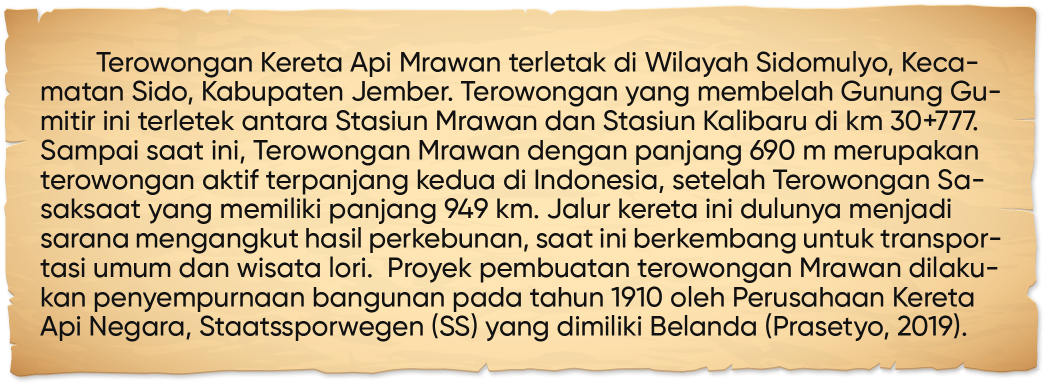 Terowongan Kereta Api Mrawan terletak di Wilayah Sidomulyo, Keca-
matan Sido, Kabupaten Jember. Terowongan yang membelah Gunung Gu-
mitir ini terletek antara Stasiun Mrawan dan Stasiun Kalibaru di km 30+777.
Sampai saat ini, Terowongan Mrawan dengan panjang 690 m merupakan
terowongan aktif terpanjang kedua di Indonesia, setelah Terowongan Sa-
saksaat yang memiliki panjang 949 km. Jalur kereta ini dulunya menjadi
sarana mengangkut hasil perkebunan, saat ini berkembang untuk transpor-
tasi umum dan wisata lori. Proyek pembuatan terowongan Mrawan dilaku-
kan penyempurnaan bangunan pada tahun 1910 oleh Perusahaan Kereta
Api Negara, Staatssporwegen (SS) yang dimiliki Belanda (Prasetyo, 2019).